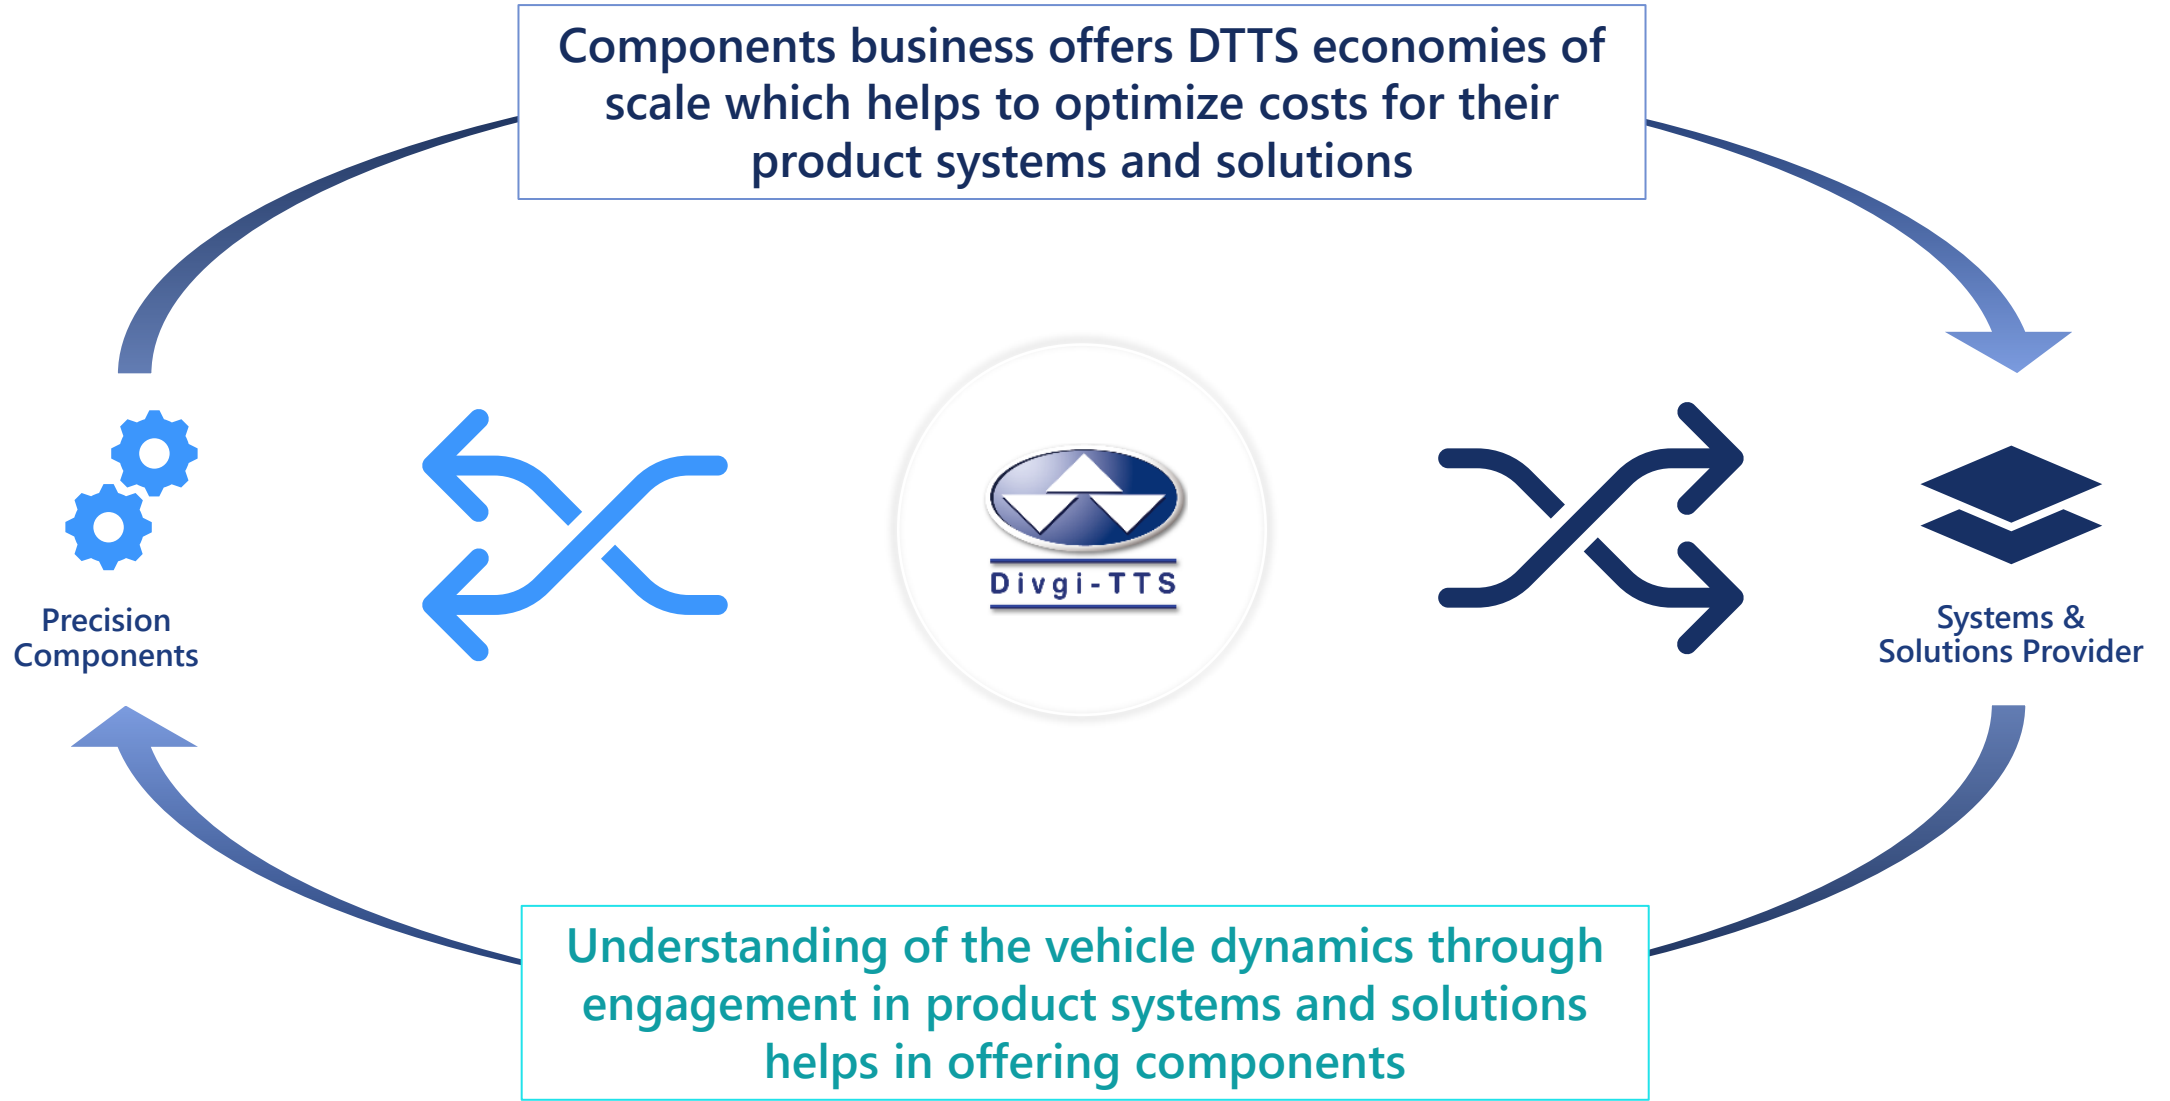 Components business offers DTTS economies of
scale which helps to optimize costs for their
product systems and solutions
Divgi-TTS
Precision
Components
Systems &
Solutions Provider
Understanding of the vehicle dynamics through
engagement in product systems and solutions
helps in offering components